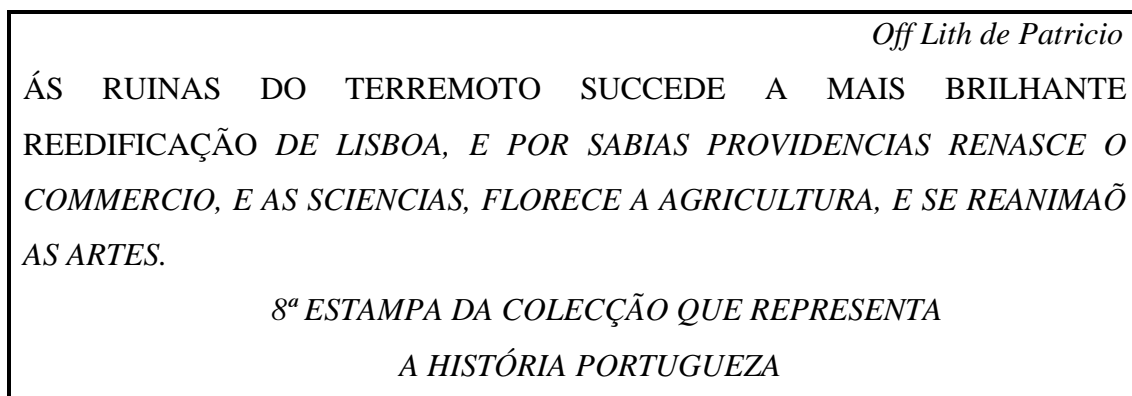 Off Lith de Patricio
ÁS RUINAS DO TERREMOTO SUCCEDE A MAIS BRILHANTE
REEDIFICAÇÃO DE LISBOA, E POR SABIAS PROVIDENCIAS RENASCE O
COMMERCIO, E AS SCIENCIAS, FLORECE A AGRICULTURA, E SE REANIMAÕ
AS ARTES.
8ª ESTAMPA DA COLECÇÃO QUE REPRESENTA
A HISTÓRIA PORTUGUEZA